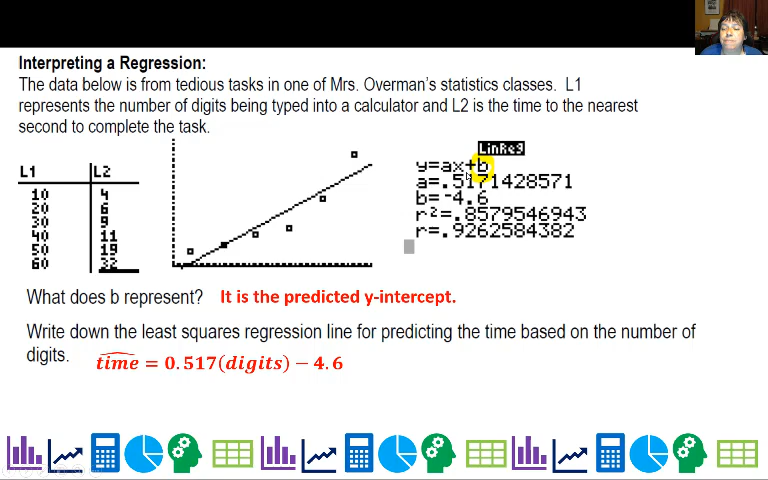 Interpreting a Regression:
The data below is from tedious tasks in one of Mrs. Overman's statistics classes. L1
represents the number of digits being typed into a calculator and L2 is the time to the nearest
second to complete the task.
L1 L2
10 4
20 6
30 9
40 11
50 19
60 32
LinReg
y=ax+b
a=.5171428571
b=-4.6
r²=.8579546943
r=.9262584382
What does b represent? It is the predicted y-intercept.
Write down the least squares regression line for predicting the time based on the number of
digits. \widehat{time} = 0.517(digits) − 4.6